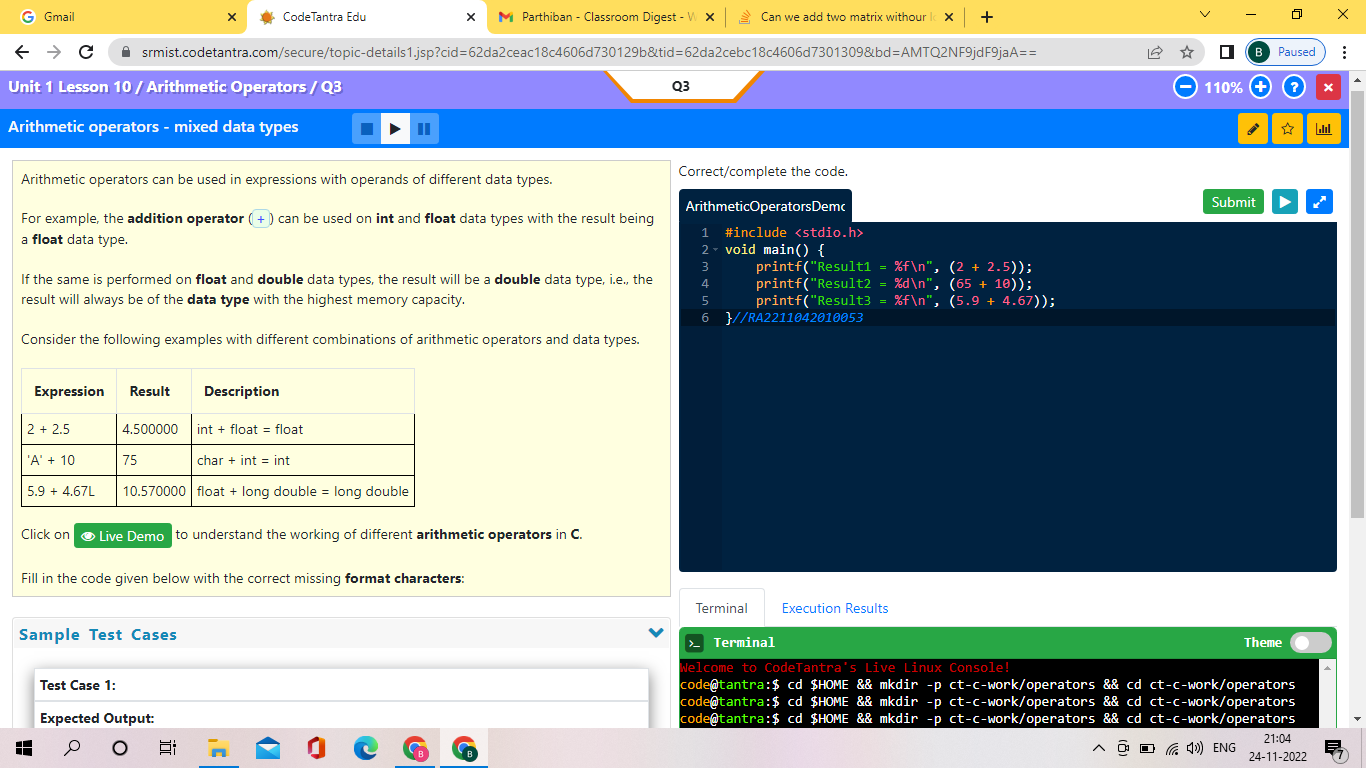 Gmail
CodeTantra Edu
Parthiban - Classroom Digest - W
Can we add two matrix withour l
srmist.codetantra.com/secure/topic-details1.jsp?cid=62da2ceac18c4606d730129b&tid=62da2cebc18c4606d7301309&bd=AMTQ2NF9jdF9jaA==
B Paused
Unit 1 Lesson 10 / Arithmetic Operators / Q3
Q3
110%
Arithmetic operators - mixed data types
Arithmetic operators can be used in expressions with operands of different data types.
For example, the addition operator ( + ) can be used on int and float data types with the result being
a float data type.
If the same is performed on float and double data types, the result will be a double data type, i.e., the
result will always be of the data type with the highest memory capacity.
Consider the following examples with different combinations of arithmetic operators and data types.
Expression Result Description
2 + 2.5 4.500000 int + float = float
'A' + 10 75 char + int = int
5.9 + 4.67L 10.570000 float + long double = long double
Click on Live Demo to understand the working of different arithmetic operators in C.
Fill in the code given below with the correct missing format characters:
Sample Test Cases
Test Case 1:
Expected Output:
Correct/complete the code.
ArithmeticOperatorsDemo
Submit
1 #include <stdio.h>
2 void main() {
3 printf("Result1 = %f\n", (2 + 2.5));
4 printf("Result2 = %d\n", (65 + 10));
5 printf("Result3 = %f\n", (5.9 + 4.67));
6 }//RA2211042010053
Terminal Execution Results
Terminal
Theme
Welcome to CodeTantra's Live Linux Console!
code@tantra:$ cd $HOME && mkdir -p ct-c-work/operators && cd ct-c-work/operators
code@tantra:$ cd $HOME && mkdir -p ct-c-work/operators && cd ct-c-work/operators
code@tantra:$ cd $HOME && mkdir -p ct-c-work/operators && cd ct-c-work/operators
ENG
21:04
24-11-2022
7